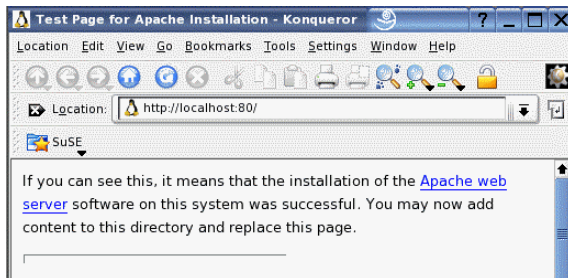 Test Page for Apache Installation - Konqueror
Location Edit View Go Bookmarks Tools Settings Window Help
Location: http://localhost:80/
SuSE
If you can see this, it means that the installation of the Apache web
server software on this system was successful. You may now add
content to this directory and replace this page.